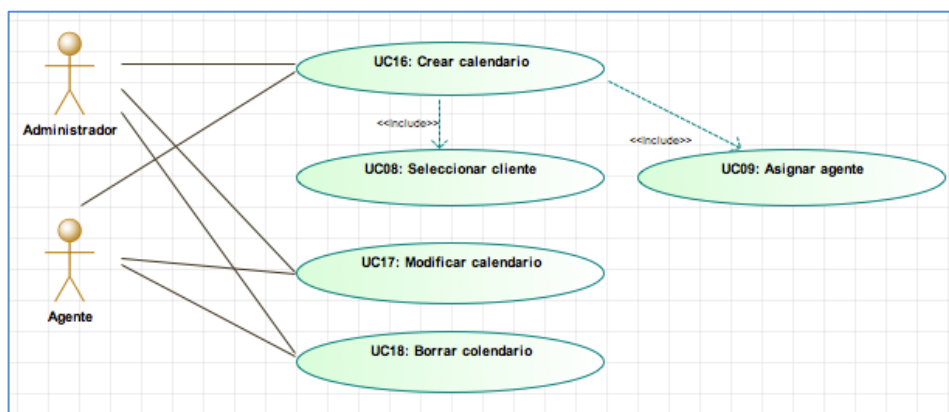 UC16: Crear calendario
Administrador
<<Include>>
<<Include>>
UC08: Seleccionar cliente
UC09: Asignar agente
UC17: Modificar calendario
Agente
UC18: Borrar colendario